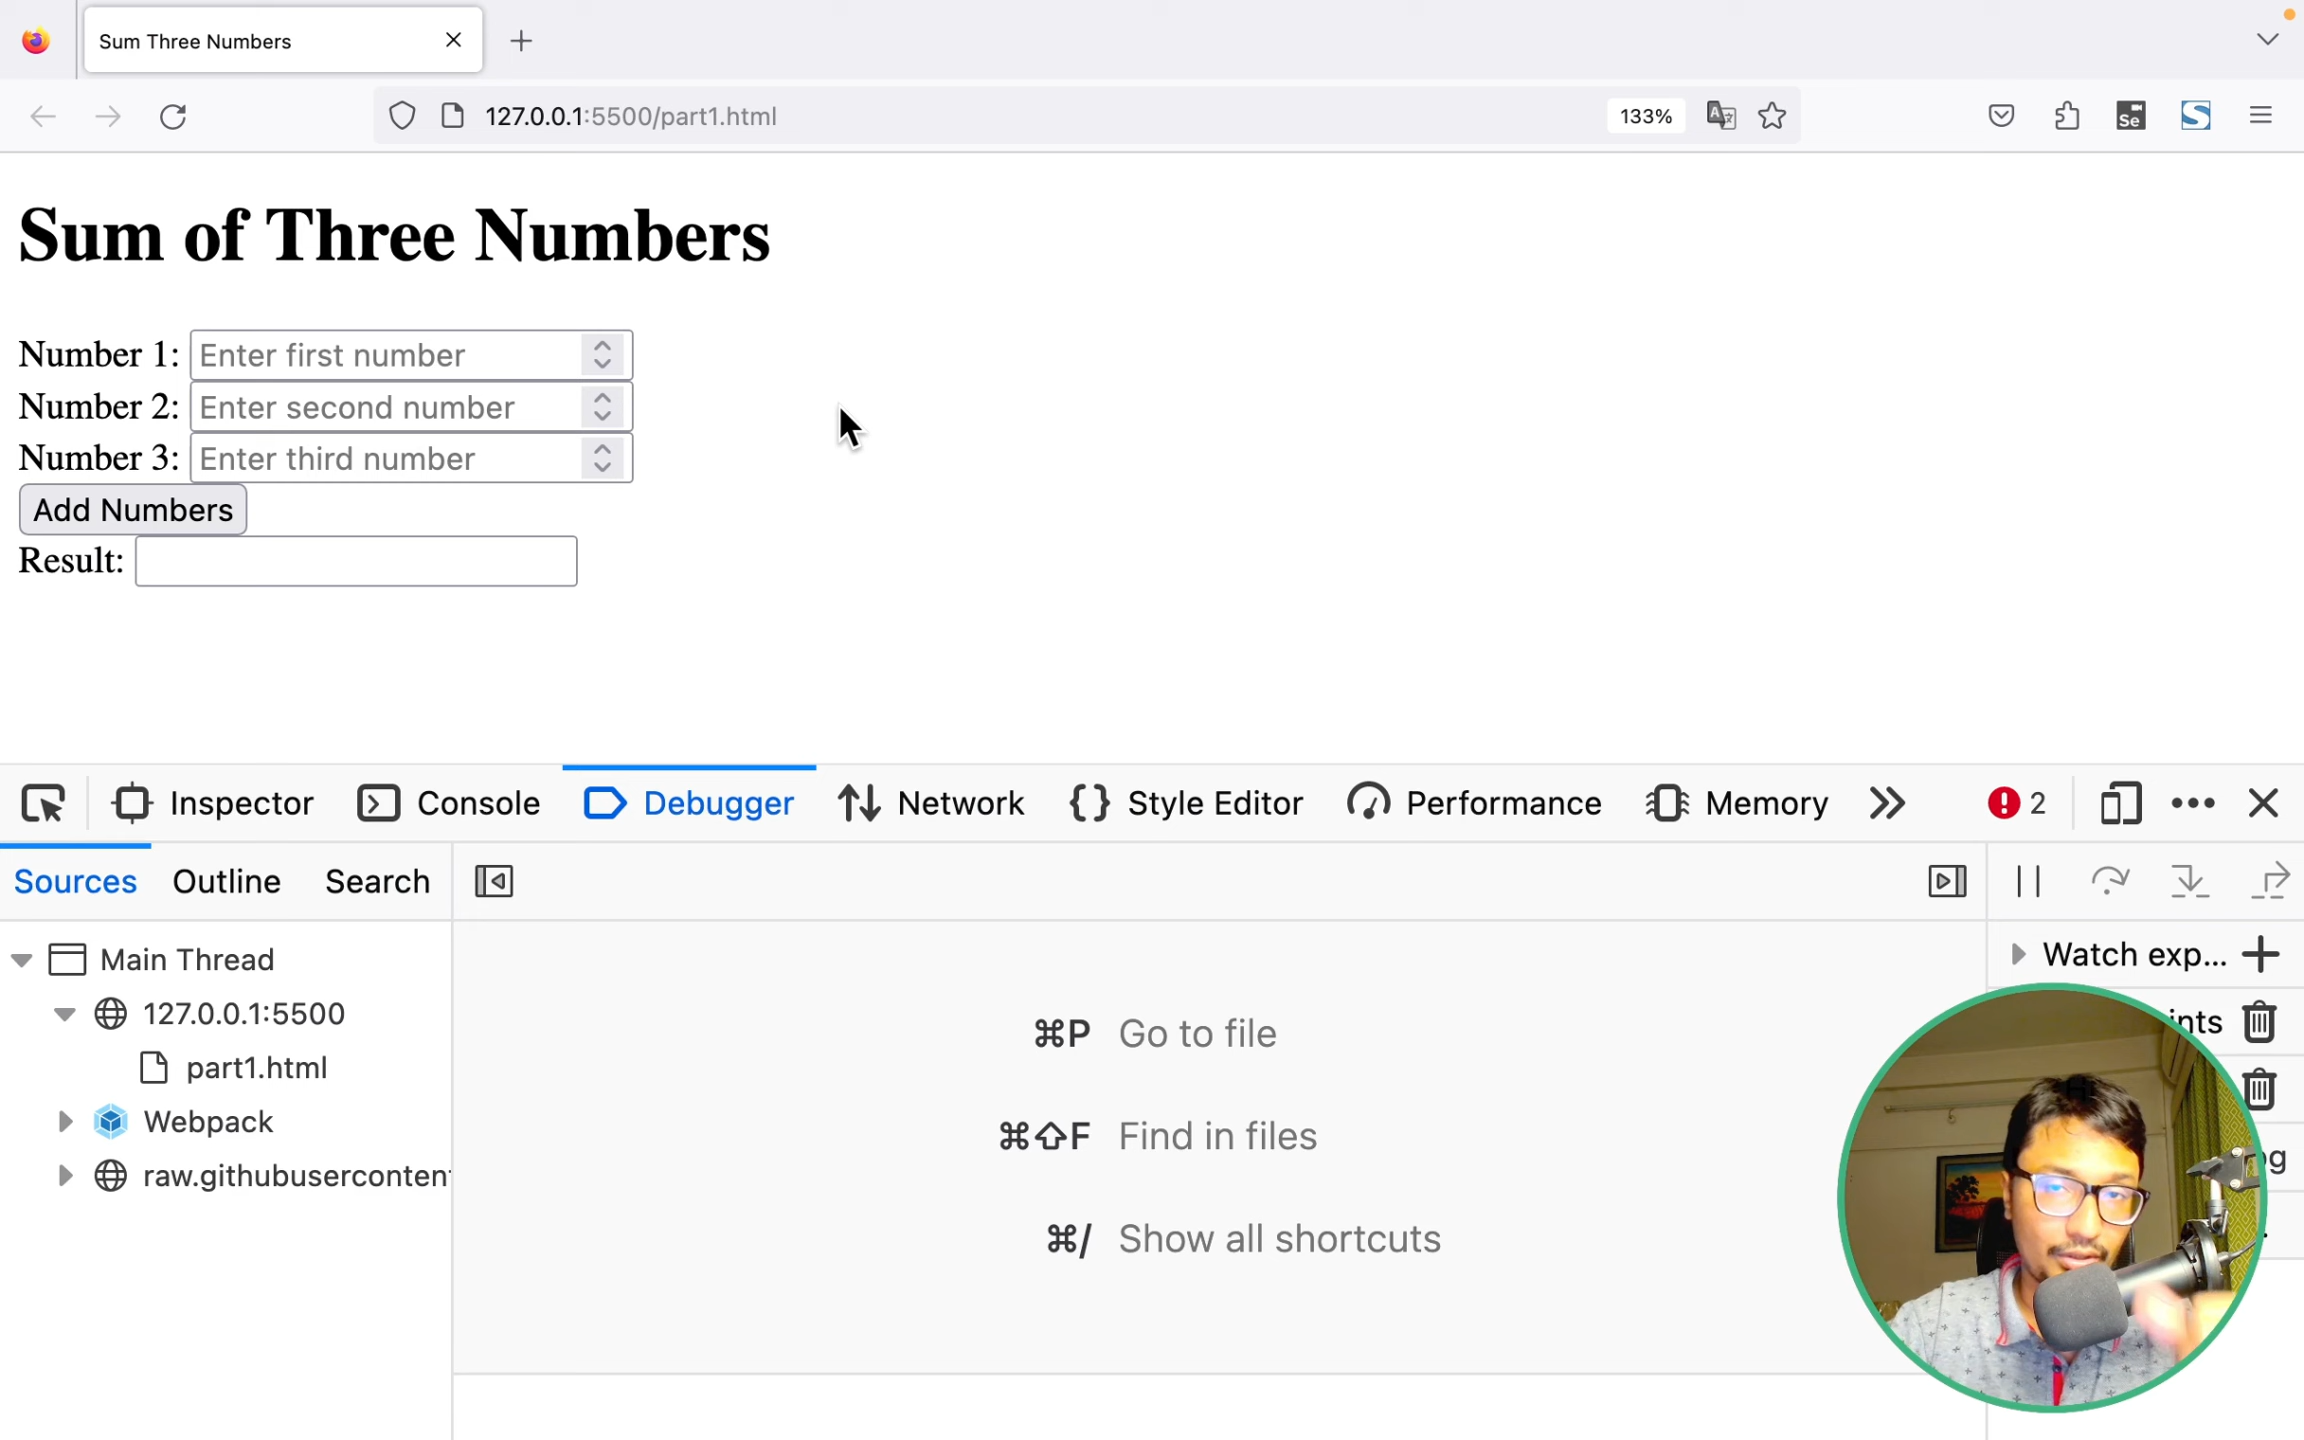 Sum Three Numbers
127.0.0.1:5500/part1.html
133%
Se
Sum of Three Numbers
Number 1: Enter first number
Number 2: Enter second number
Number 3: Enter third number
Add Numbers
Result:
Inspector Console Debugger Network Style Editor Performance Memory 2
Sources Outline Search
Main Thread
127.0.0.1:5500
part1.html
Webpack
raw.githubuserconten
⌘P Go to file
⌘⇧F Find in files
⌘/ Show all shortcuts
Watch exp...